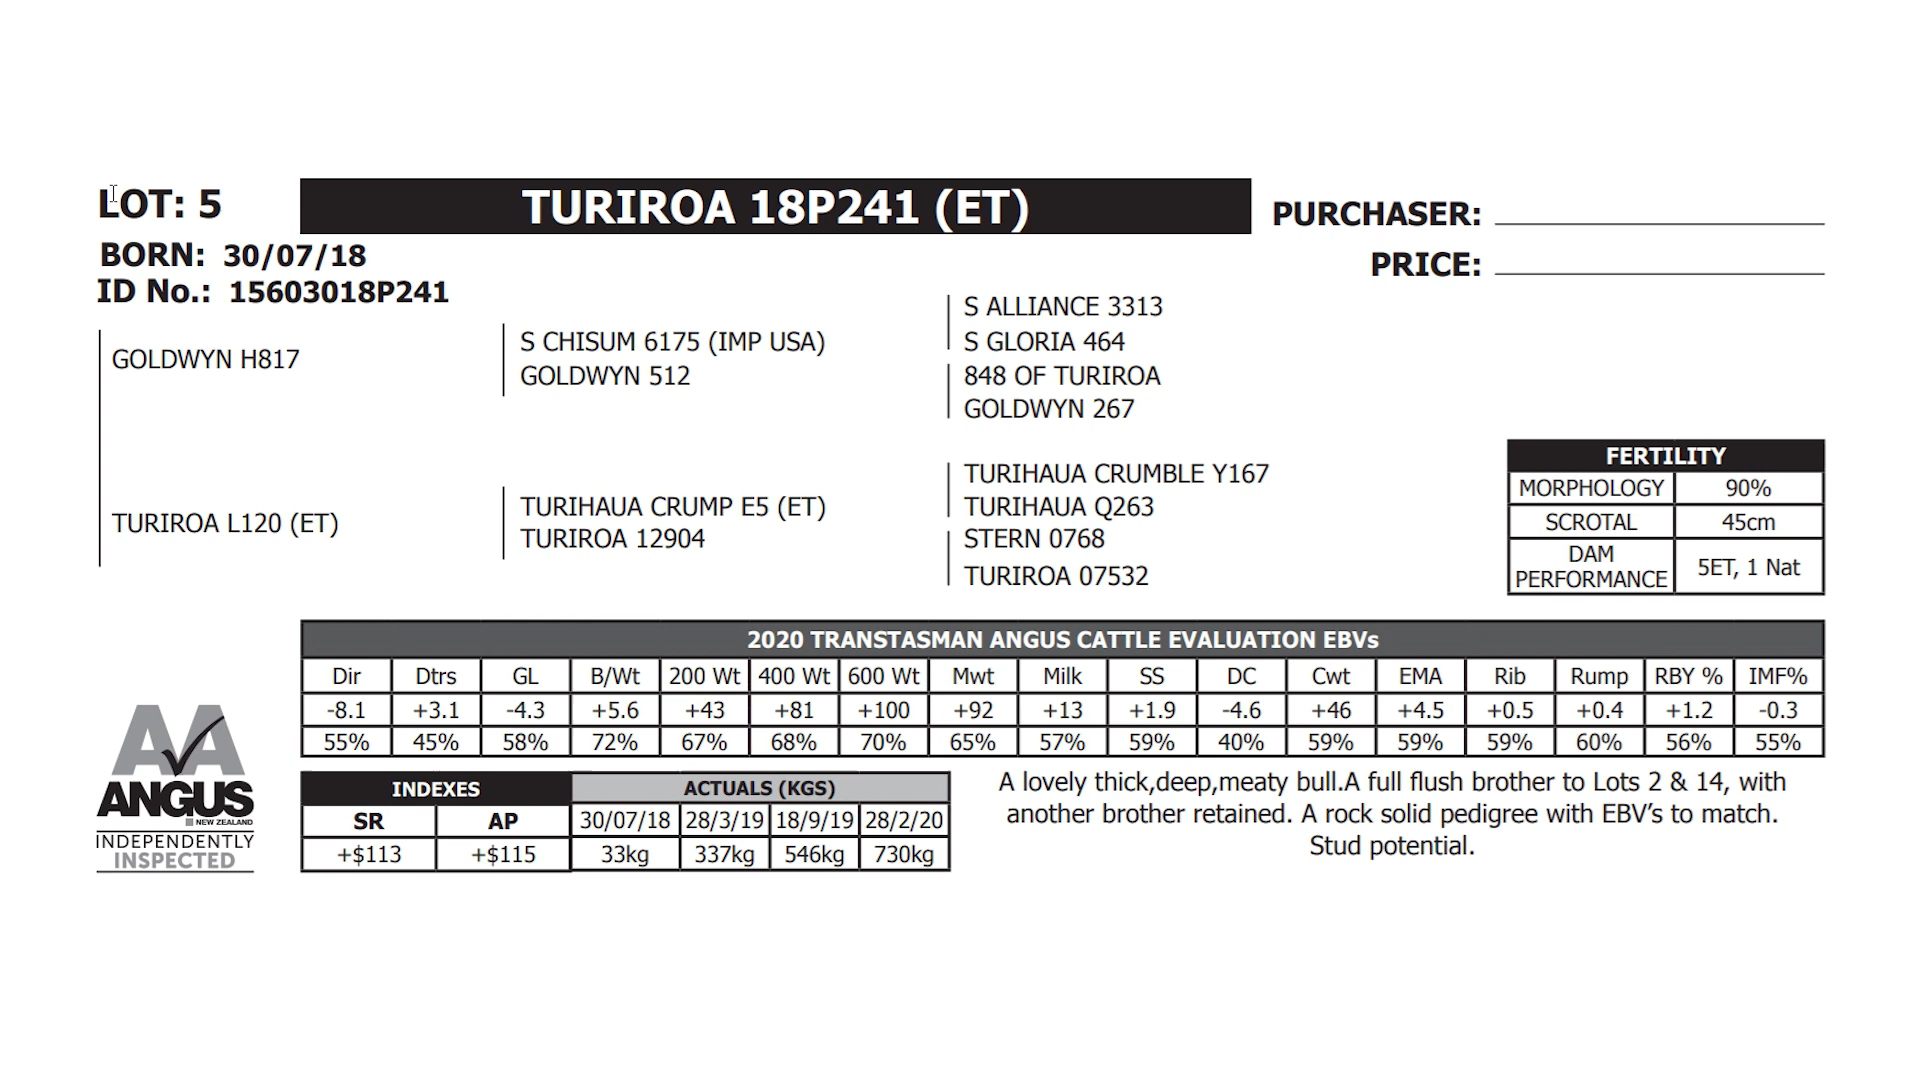 LOT: 5
TURIROA 18P241 (ET)
PURCHASER:
BORN: 30/07/18
PRICE:
ID No.: 15603018P241
GOLDWYN H817
S CHISUM 6175 (IMP USA)
GOLDWYN 512
S ALLIANCE 3313
S GLORIA 464
848 OF TURIROA
GOLDWYN 267
TURIROA L120 (ET)
TURIHAUA CRUMP E5 (ET)
TURIROA 12904
TURIHAUA CRUMBLE Y167
TURIHAUA Q263
STERN 0768
TURIROA 07532
FERTILITY
MORPHOLOGY 90%
SCROTAL 45cm
DAM
PERFORMANCE 5ET, 1 Nat
2020 TRANSTASMAN ANGUS CATTLE EVALUATION EBVs
Dir Dtrs GL B/Wt 200 Wt 400 Wt 600 Wt Mwt Milk SS DC Cwt EMA Rib Rump RBY % IMF%
-8.1 +3.1 -4.3 +5.6 +43 +81 +100 +92 +13 +1.9 -4.6 +46 +4.5 +0.5 +0.4 +1.2 -0.3
55% 45% 58% 72% 67% 68% 70% 65% 57% 59% 40% 59% 59% 59% 60% 56% 55%
AA
ANGUS
NEW ZEALAND
INDEPENDENTLY
INSPECTED
INDEXES ACTUALS (KGS)
SR AP 30/07/18 28/3/19 18/9/19 28/2/20
+$113 +$115 33kg 337kg 546kg 730kg
A lovely thick,deep,meaty bull.A full flush brother to Lots 2 & 14, with
another brother retained. A rock solid pedigree with EBV's to match.
Stud potential.